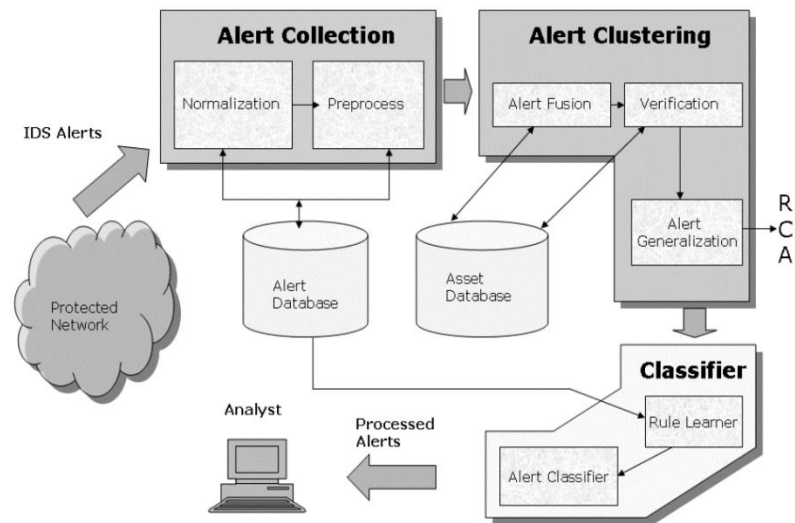 Alert Collection
Normalization
Preprocess
Alert Clustering
Alert Fusion
Verification
Alert
Generalization
R
C
A
IDS Alerts
Protected
Network
Alert
Database
Asset
Database
Classifier
Rule Learner
Alert Classifier
Processed
Alerts
Analyst